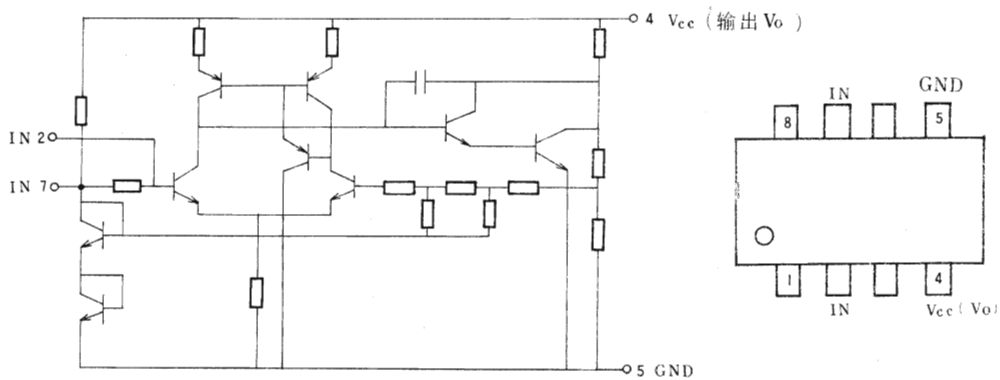 4 Vcc (输出Vo)
IN 2
IN 7
5 GND
IN
GND
8
5
1
4
IN
Vcc (Vo)